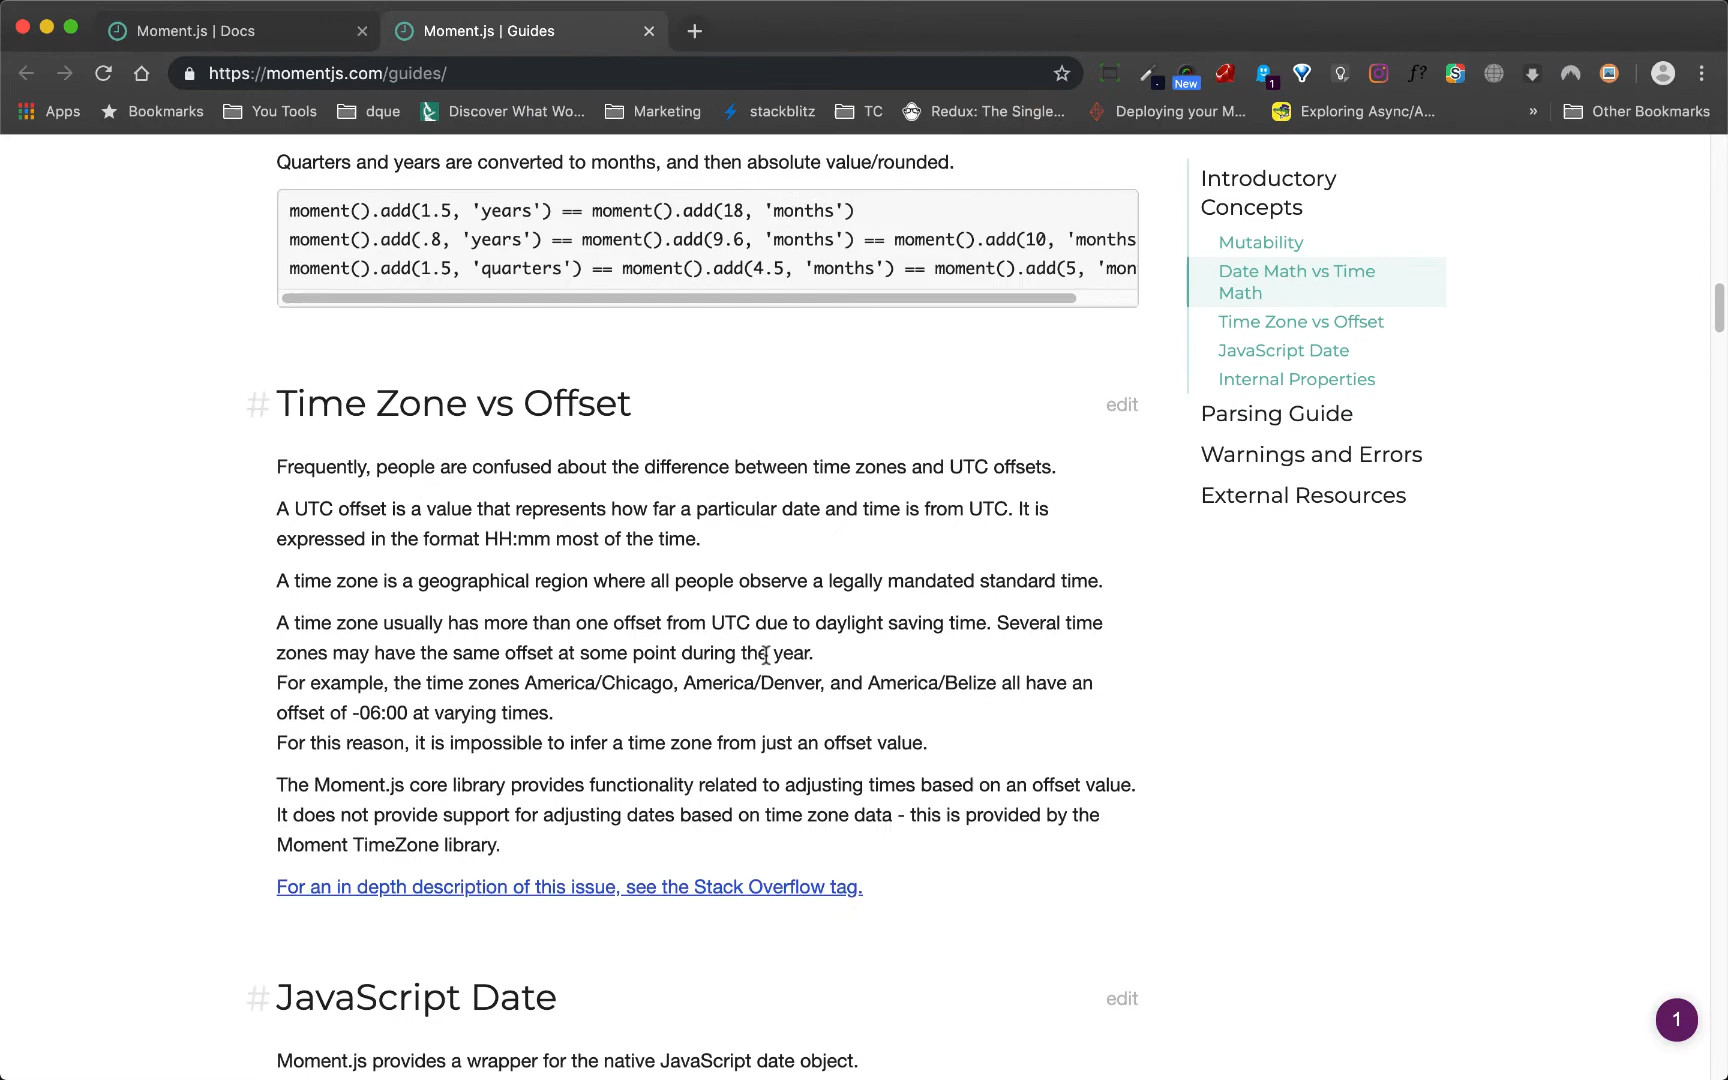 Moment.js | Docs
Moment.js | Guides
https://momentjs.com/guides/
New
1
f?
S
Apps
Bookmarks
You Tools
dque
Discover What Wo...
Marketing
stackblitz
TC
Redux: The Single...
Deploying your M...
Exploring Async/A...
»
Other Bookmarks
Quarters and years are converted to months, and then absolute value/rounded.
moment().add(1.5, 'years') == moment().add(18, 'months')
moment().add(.8, 'years') == moment().add(9.6, 'months') == moment().add(10, 'months
moment().add(1.5, 'quarters') == moment().add(4.5, 'months') == moment().add(5, 'mon
# Time Zone vs Offset
edit
Frequently, people are confused about the difference between time zones and UTC offsets.
A UTC offset is a value that represents how far a particular date and time is from UTC. It is
expressed in the format HH:mm most of the time.
A time zone is a geographical region where all people observe a legally mandated standard time.
A time zone usually has more than one offset from UTC due to daylight saving time. Several time
zones may have the same offset at some point during the year.
For example, the time zones America/Chicago, America/Denver, and America/Belize all have an
offset of -06:00 at varying times.
For this reason, it is impossible to infer a time zone from just an offset value.
The Moment.js core library provides functionality related to adjusting times based on an offset value.
It does not provide support for adjusting dates based on time zone data - this is provided by the
Moment TimeZone library.
For an in depth description of this issue, see the Stack Overflow tag.
# JavaScript Date
edit
Moment.js provides a wrapper for the native JavaScript date object.
Introductory
Concepts
Mutability
Date Math vs Time
Math
Time Zone vs Offset
JavaScript Date
Internal Properties
Parsing Guide
Warnings and Errors
External Resources
1